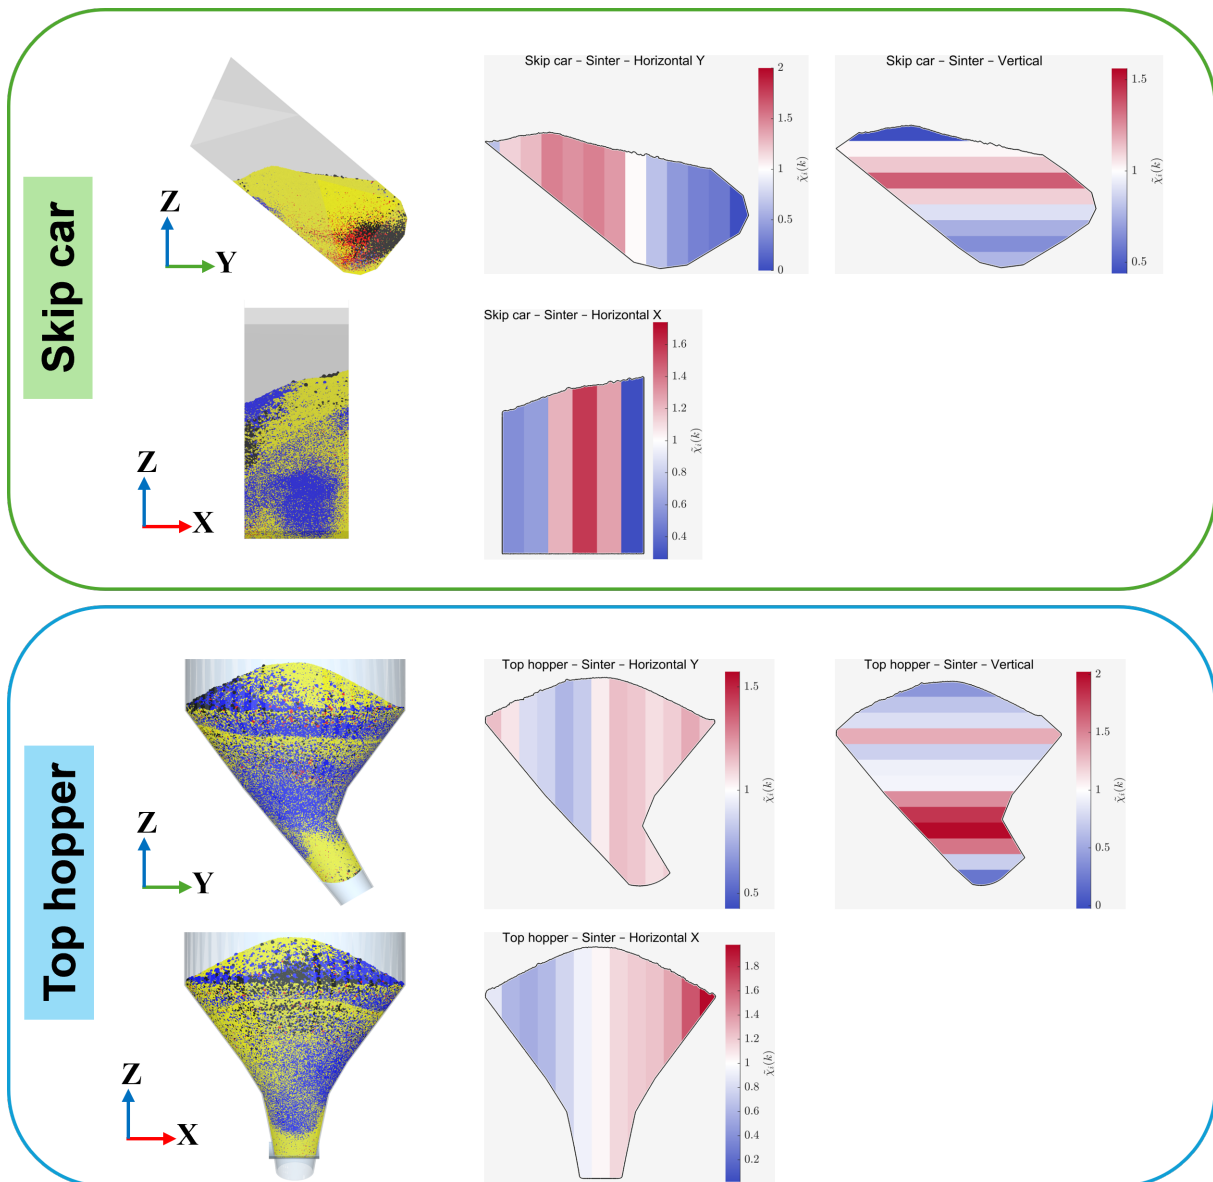 Skip car
Z
Y
Skip car – Sinter – Horizontal Y
2
1.5
1
0.5
0
χ̃ᵢ(k)
Skip car – Sinter – Vertical
1.5
1
0.5
χ̃ᵢ(k)
Z
X
Skip car – Sinter – Horizontal X
1.6
1.4
1.2
1
0.8
0.6
0.4
χ̃ᵢ(k)
Top hopper
Z
Y
Top hopper – Sinter – Horizontal Y
1.5
1
0.5
χ̃ᵢ(k)
Top hopper – Sinter – Vertical
2
1.5
1
0.5
0
χ̃ᵢ(k)
Z
X
Top hopper – Sinter – Horizontal X
1.8
1.6
1.4
1.2
1
0.8
0.6
0.4
0.2
χ̃ᵢ(k)